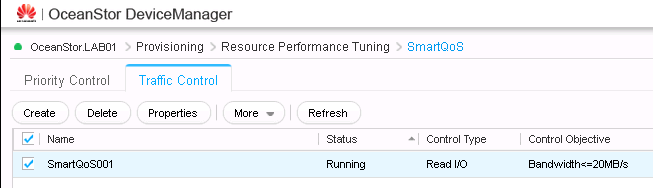 OceanStor DeviceManager
OceanStor.LAB01 > Provisioning > Resource Performance Tuning > SmartQoS
Priority Control Traffic Control
Create Delete Properties More Refresh
Name Status Control Type Control Objective
SmartQoS001 Running Read I/O Bandwidth<=20MB/s